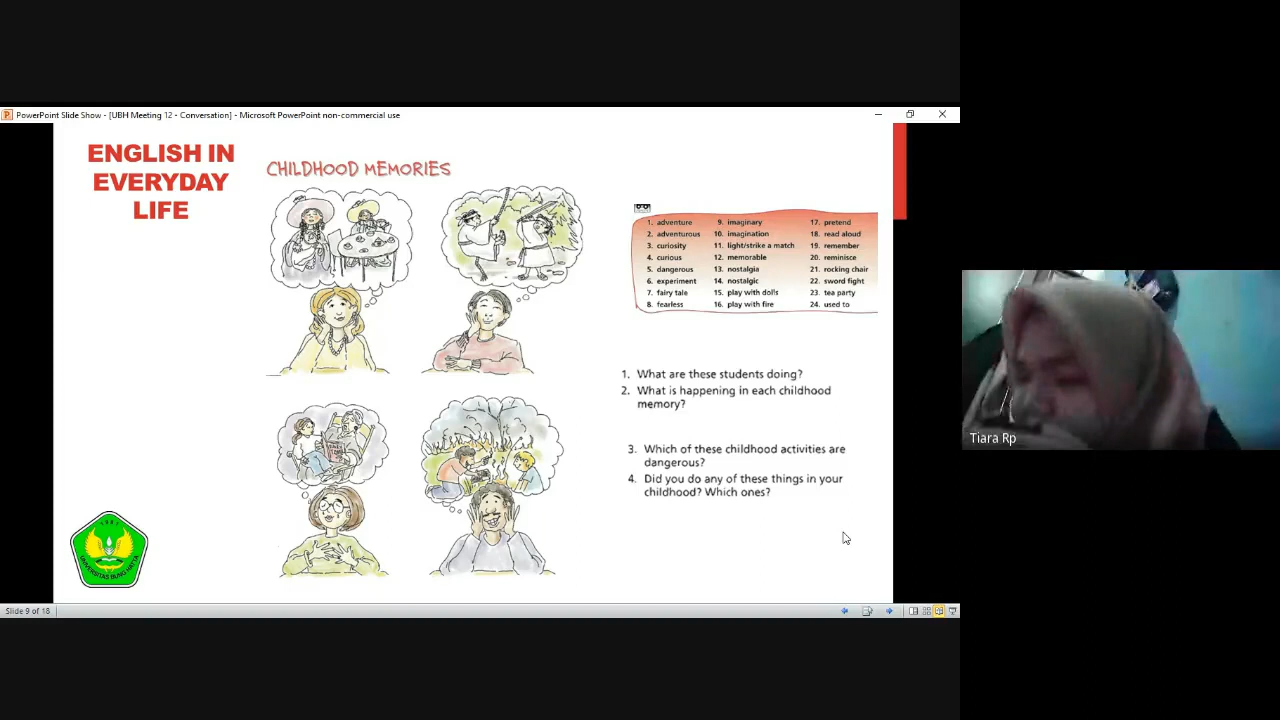 PowerPoint Slide Show - [UBH Meeting 12 - Conversation] - Microsoft PowerPoint non-commercial use
ENGLISH IN
EVERYDAY
LIFE
CHILDHOOD MEMORIES
1. adventure
2. adventurous
3. curiosity
4. curious
5. dangerous
6. experiment
7. fairy tale
8. fearless
9. imaginary
10. imagination
11. light/strike a match
12. memorable
13. nostalgia
14. nostalgic
15. play with dolls
16. play with fire
17. pretend
18. read aloud
19. remember
20. reminisce
21. rocking chair
22. sword fight
23. tea party
24. used to
1. What are these students doing?
2. What is happening in each childhood
memory?
3. Which of these childhood activities are
dangerous?
4. Did you do any of these things in your
childhood? Which ones?
1981
UNIVERSITAS BUNG HATTA
Slide 9 of 18
Tiara Rp